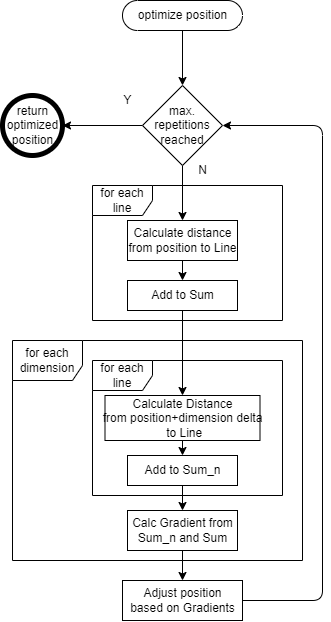 optimize position
Y
return
optimized
position
max.
repetitions
reached
N
for each
line
Calculate distance
from position to Line
Add to Sum
for each
dimension
for each
line
Calculate Distance
from position+dimension delta
to Line
Add to Sum_n
Calc Gradient from
Sum_n and Sum
Adjust position
based on Gradients